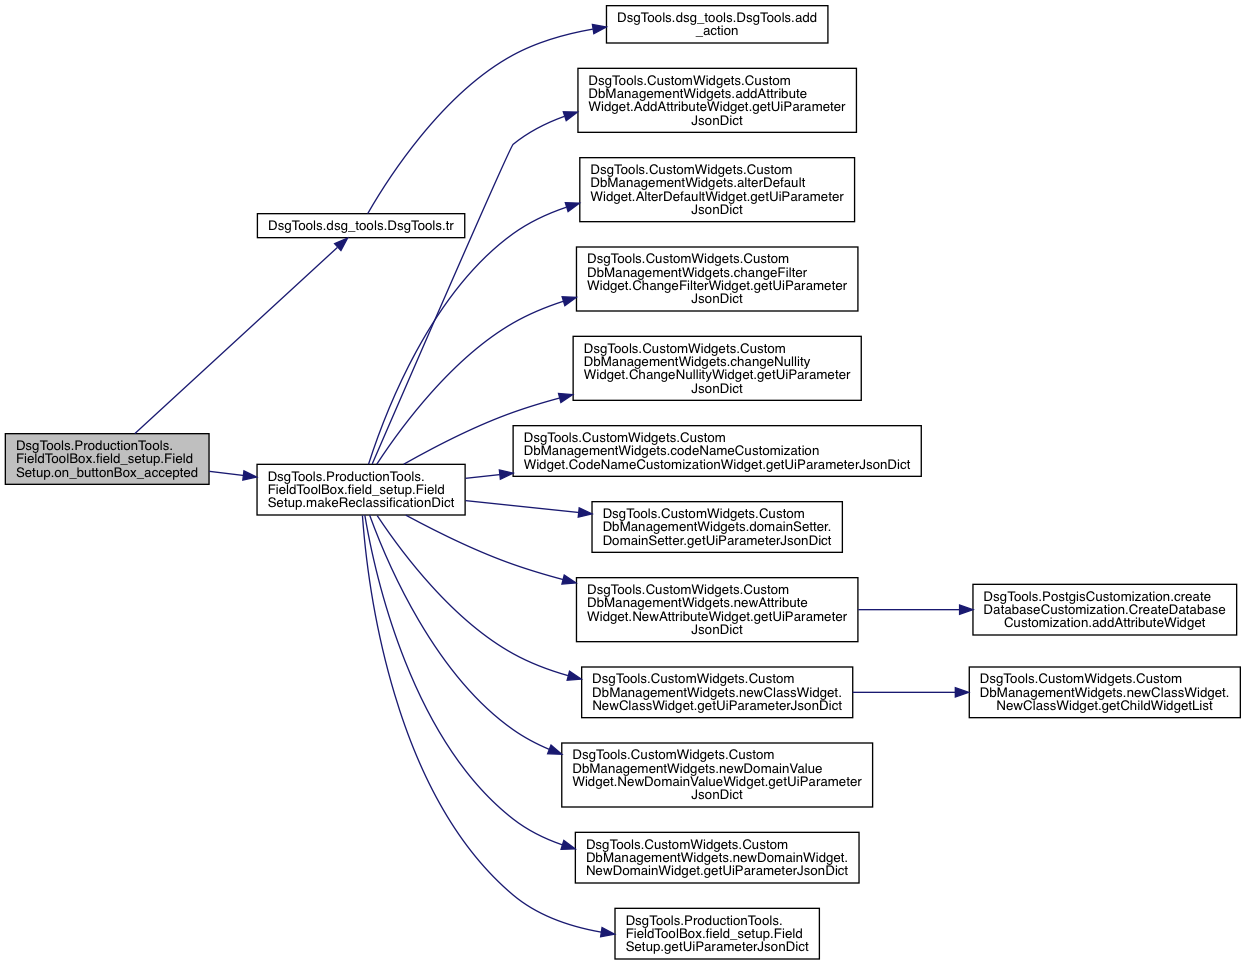 DsgTools.ProductionTools.
FieldToolBox.field_setup.Field
Setup.on_buttonBox_accepted
DsgTools.dsg_tools.DsgTools.tr
DsgTools.ProductionTools.
FieldToolBox.field_setup.Field
Setup.makeReclassificationDict
DsgTools.dsg_tools.DsgTools.add
_action
DsgTools.CustomWidgets.Custom
DbManagementWidgets.addAttribute
Widget.AddAttributeWidget.getUiParameter
JsonDict
DsgTools.CustomWidgets.Custom
DbManagementWidgets.alterDefault
Widget.AlterDefaultWidget.getUiParameter
JsonDict
DsgTools.CustomWidgets.Custom
DbManagementWidgets.changeFilter
Widget.ChangeFilterWidget.getUiParameter
JsonDict
DsgTools.CustomWidgets.Custom
DbManagementWidgets.changeNullity
Widget.ChangeNullityWidget.getUiParameter
JsonDict
DsgTools.CustomWidgets.Custom
DbManagementWidgets.codeNameCustomization
Widget.CodeNameCustomizationWidget.getUiParameterJsonDict
DsgTools.CustomWidgets.Custom
DbManagementWidgets.domainSetter.
DomainSetter.getUiParameterJsonDict
DsgTools.CustomWidgets.Custom
DbManagementWidgets.newAttribute
Widget.NewAttributeWidget.getUiParameter
JsonDict
DsgTools.PostgisCustomization.create
DatabaseCustomization.CreateDatabase
Customization.addAttributeWidget
DsgTools.CustomWidgets.Custom
DbManagementWidgets.newClassWidget.
NewClassWidget.getUiParameterJsonDict
DsgTools.CustomWidgets.Custom
DbManagementWidgets.newClassWidget.
NewClassWidget.getChildWidgetList
DsgTools.CustomWidgets.Custom
DbManagementWidgets.newDomainValue
Widget.NewDomainValueWidget.getUiParameter
JsonDict
DsgTools.CustomWidgets.Custom
DbManagementWidgets.newDomainWidget.
NewDomainWidget.getUiParameterJsonDict
DsgTools.ProductionTools.
FieldToolBox.field_setup.Field
Setup.getUiParameterJsonDict